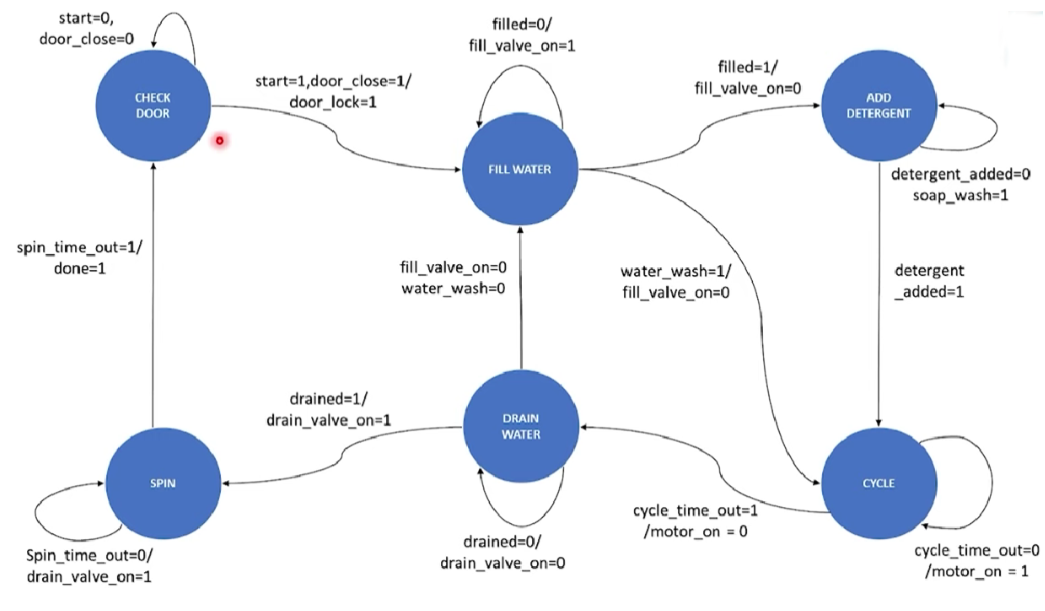 start=0,
door_close=0
CHECK
DOOR
start=1,door_close=1/
door_lock=1
filled=0/
fill_valve_on=1
FILL WATER
filled=1/
fill_valve_on=0
ADD
DETERGENT
detergent_added=0
soap_wash=1
spin_time_out=1/
done=1
fill_valve_on=0
water_wash=0
water_wash=1/
fill_valve_on=0
detergent
_added=1
drained=1/
drain_valve_on=1
DRAIN
WATER
SPIN
CYCLE
Spin_time_out=0/
drain_valve_on=1
drained=0/
drain_valve_on=0
cycle_time_out=1
/motor_on = 0
cycle_time_out=0
/motor_on = 1